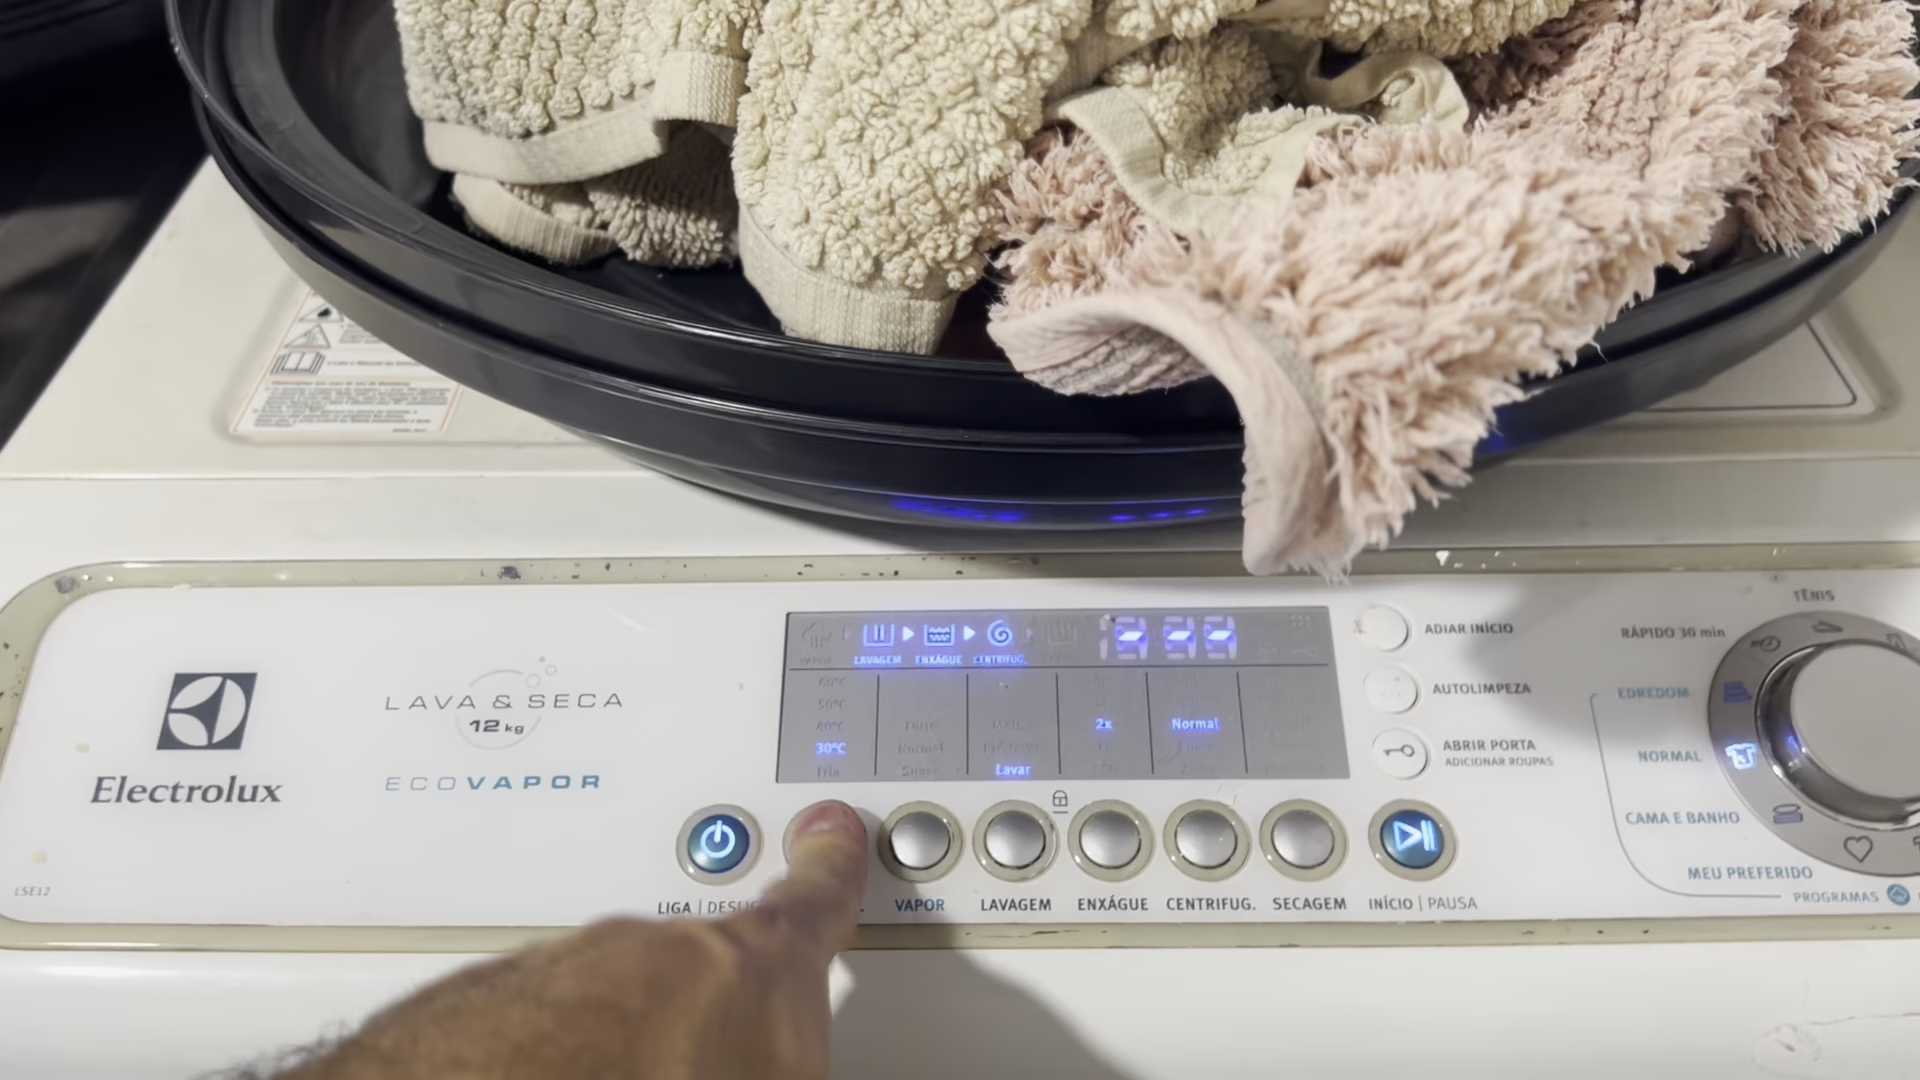 LAVA & SECA
12 kg
ECOVAPOR
Electrolux
LSE12
VAPOR
LAVAGEM
ENXÁGUE
CENTRIFUG.
60°C
50°C
40°C
30°C
Fria
Forte
Normal
Suave
Lavar
2x
Normal
ADIAR INÍCIO
AUTOLIMPEZA
ABRIR PORTA
ADICIONAR ROUPAS
LIGA | DESLIG
VAPOR
LAVAGEM
ENXÁGUE
CENTRIFUG.
SECAGEM
INÍCIO | PAUSA
TÊNIS
RÁPIDO 30 min
EDREDOM
NORMAL
CAMA E BANHO
MEU PREFERIDO
PROGRAMAS